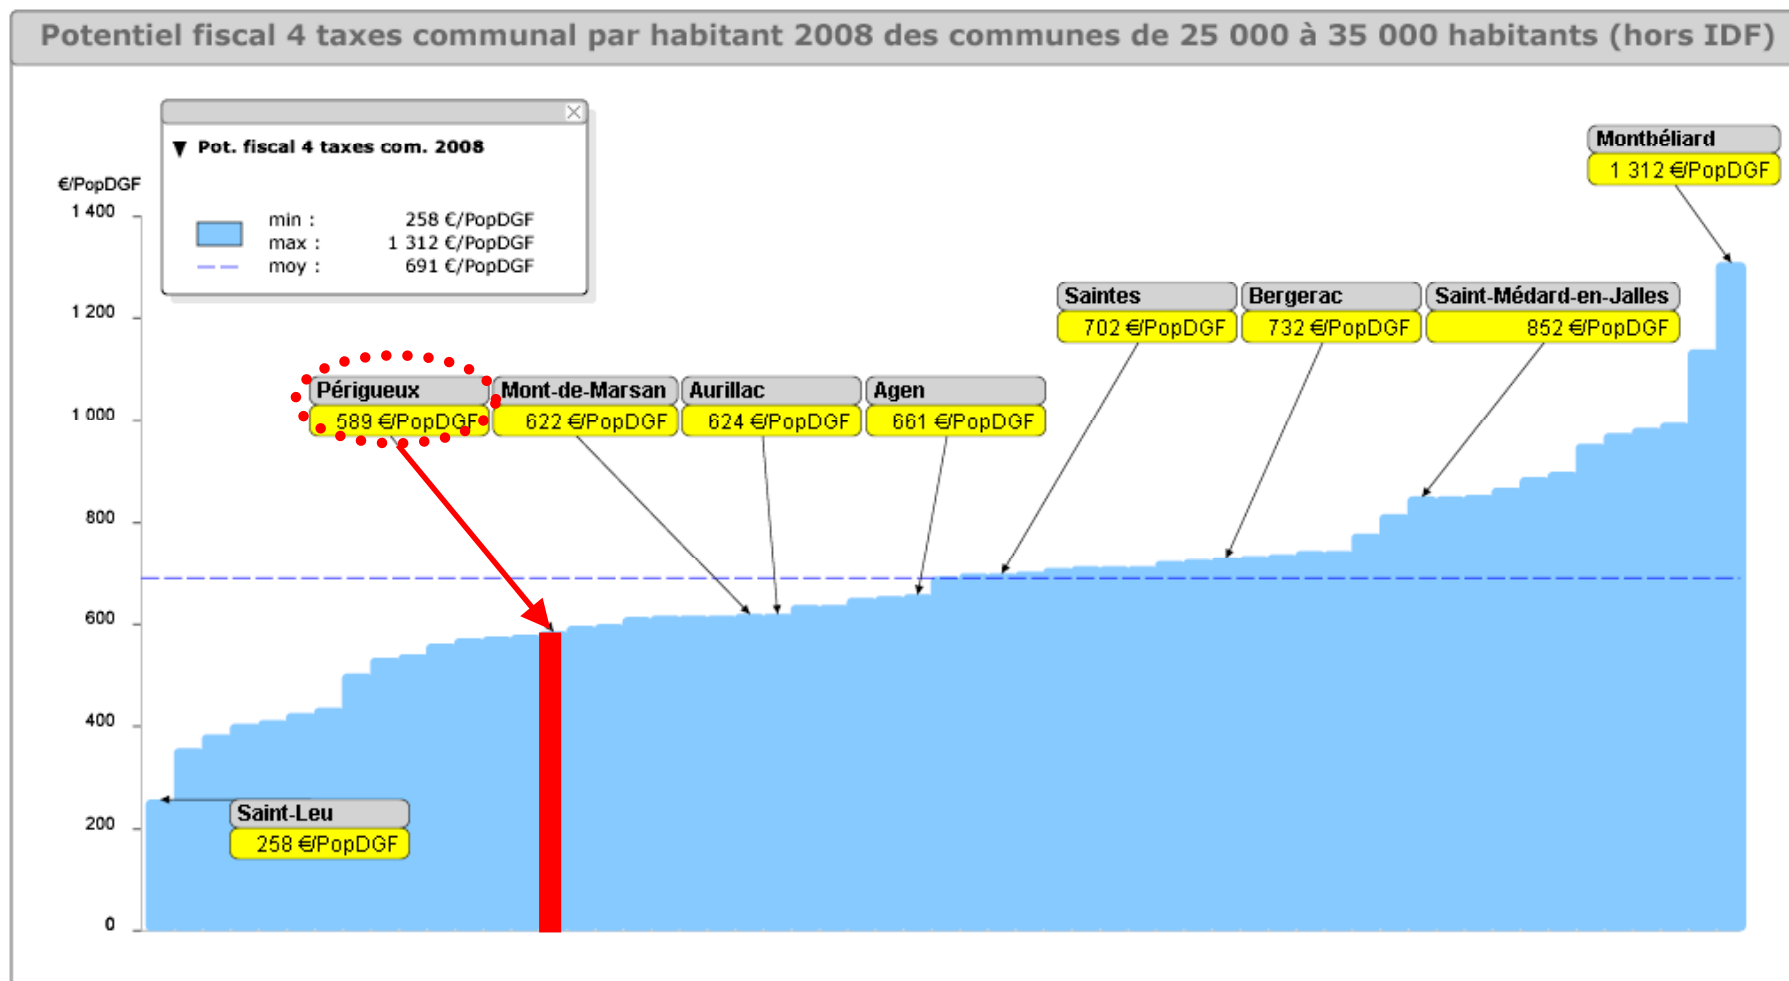 Potentiel fiscal 4 taxes communal par habitant 2008 des communes de 25 000 à 35 000 habitants (hors IDF)
▼ Pot. fiscal 4 taxes com. 2008
min : 258 €/PopDGF
max : 1 312 €/PopDGF
moy : 691 €/PopDGF
€/PopDGF
1 400
1 200
1 000
800
600
400
200
0
Montbéliard
1 312 €/PopDGF
Saintes
702 €/PopDGF
Bergerac
732 €/PopDGF
Saint-Médard-en-Jalles
852 €/PopDGF
Périgueux
589 €/PopDGF
Mont-de-Marsan
622 €/PopDGF
Aurillac
624 €/PopDGF
Agen
661 €/PopDGF
Saint-Leu
258 €/PopDGF